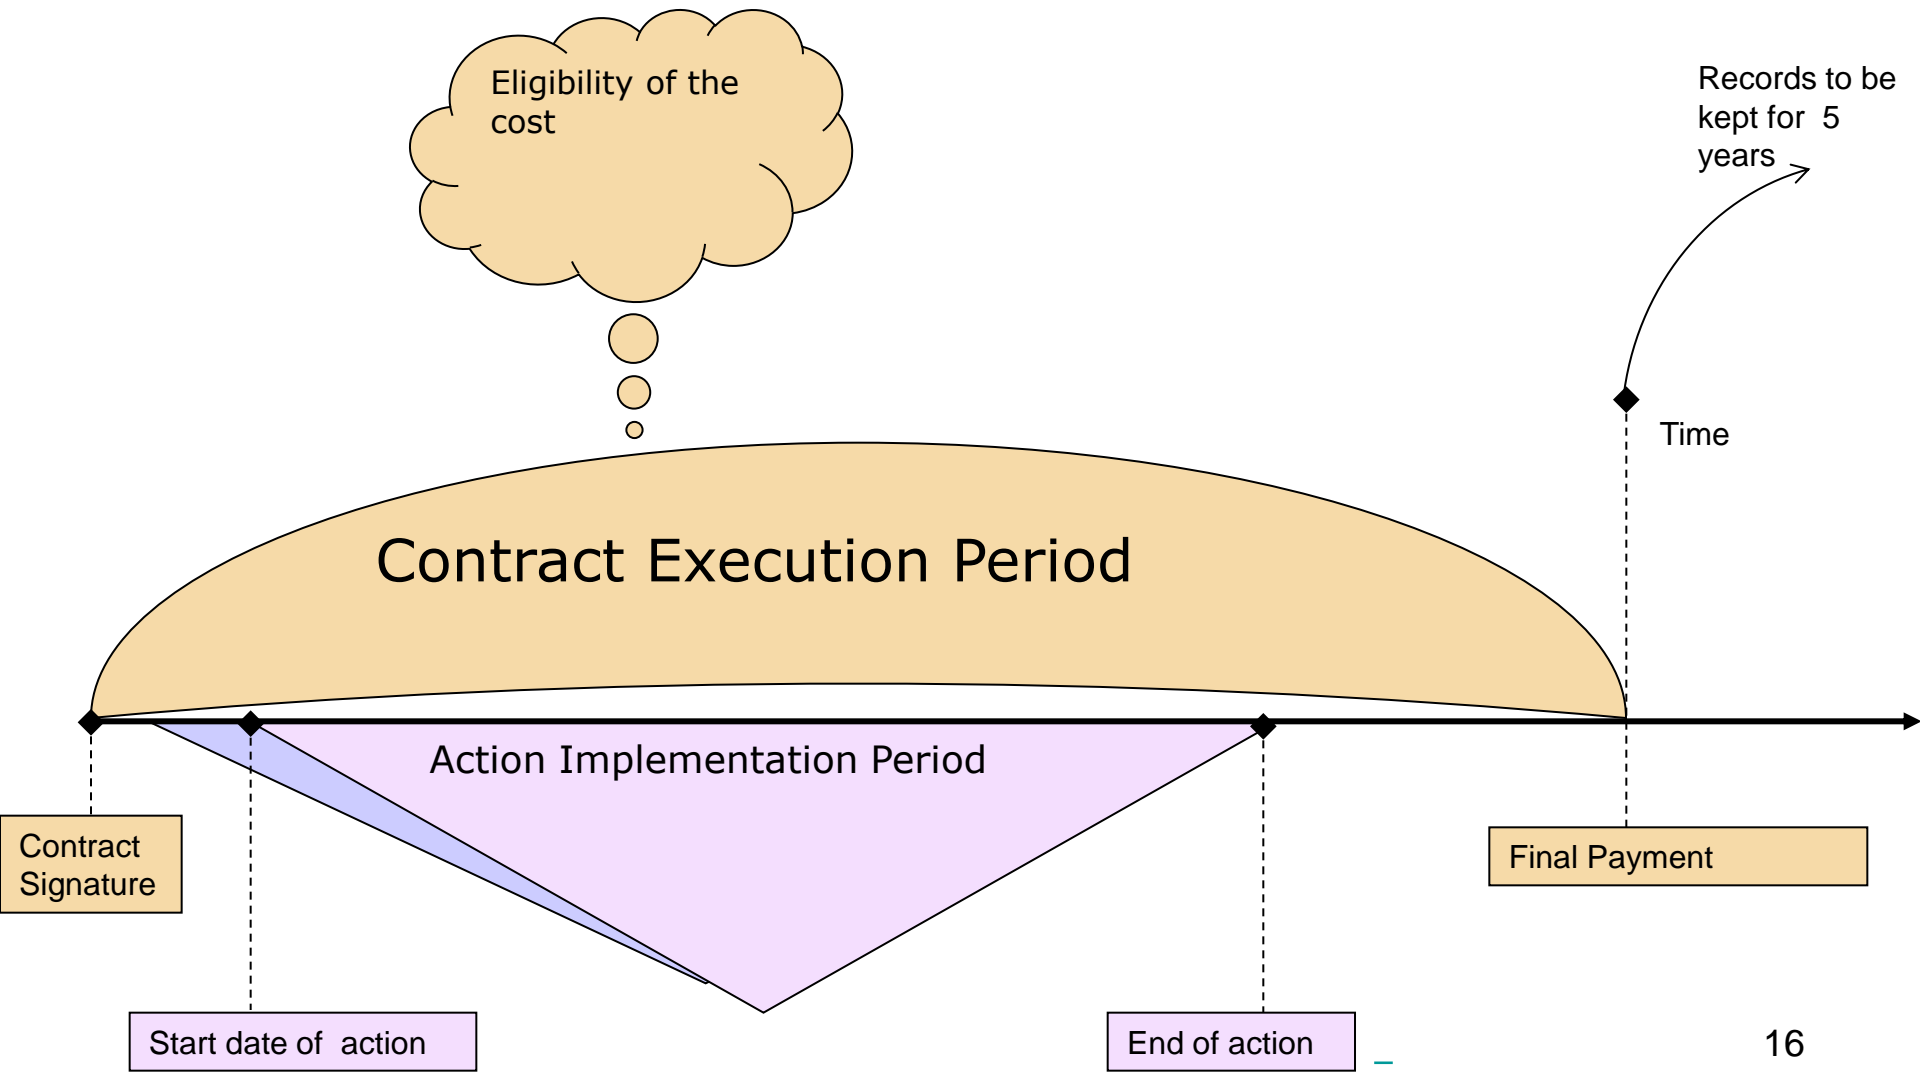 Eligibility of the
cost
Records to be
kept for 5
years
Time
Contract Execution Period
Action Implementation Period
Contract
Signature
Final Payment
Start date of action
End of action
16